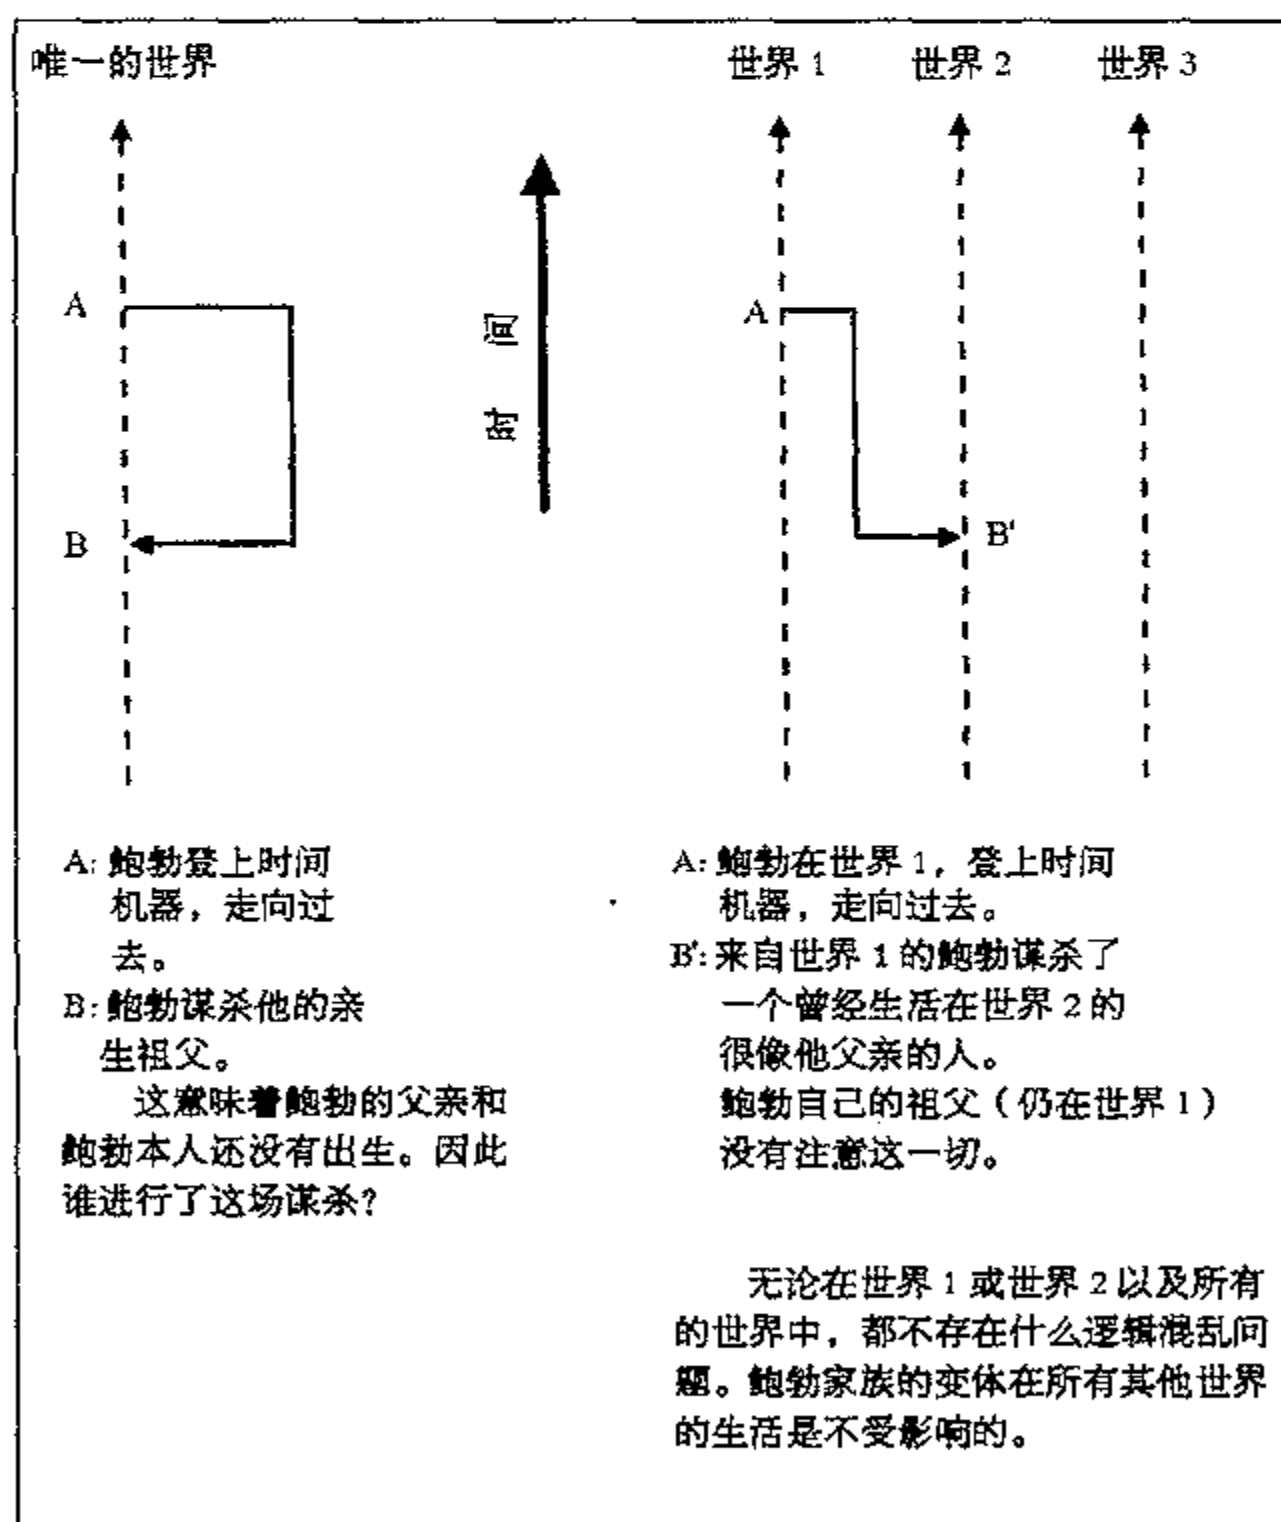 唯一的世界
世界 1 世界 2 世界 3
A
B
时间
A
B'
A: 鲍勃登上时间
机器，走向过
去。
B: 鲍勃谋杀他的亲
生祖父。
这意味着鲍勃的父亲和
鲍勃本人还没有出生。因此
谁进行了这场谋杀?
A: 鲍勃在世界 1，登上时间
机器，走向过去。
B': 来自世界 1 的鲍勃谋杀了
一个曾经生活在世界 2 的
很像他父亲的人。
鲍勃自己的祖父（仍在世界 1）
没有注意这一切。
无论在世界 1 或世界 2 以及所有
的世界中，都不存在什么逻辑混乱问
题。鲍勃家族的变体在所有其他世界
的生活是不受影响的。